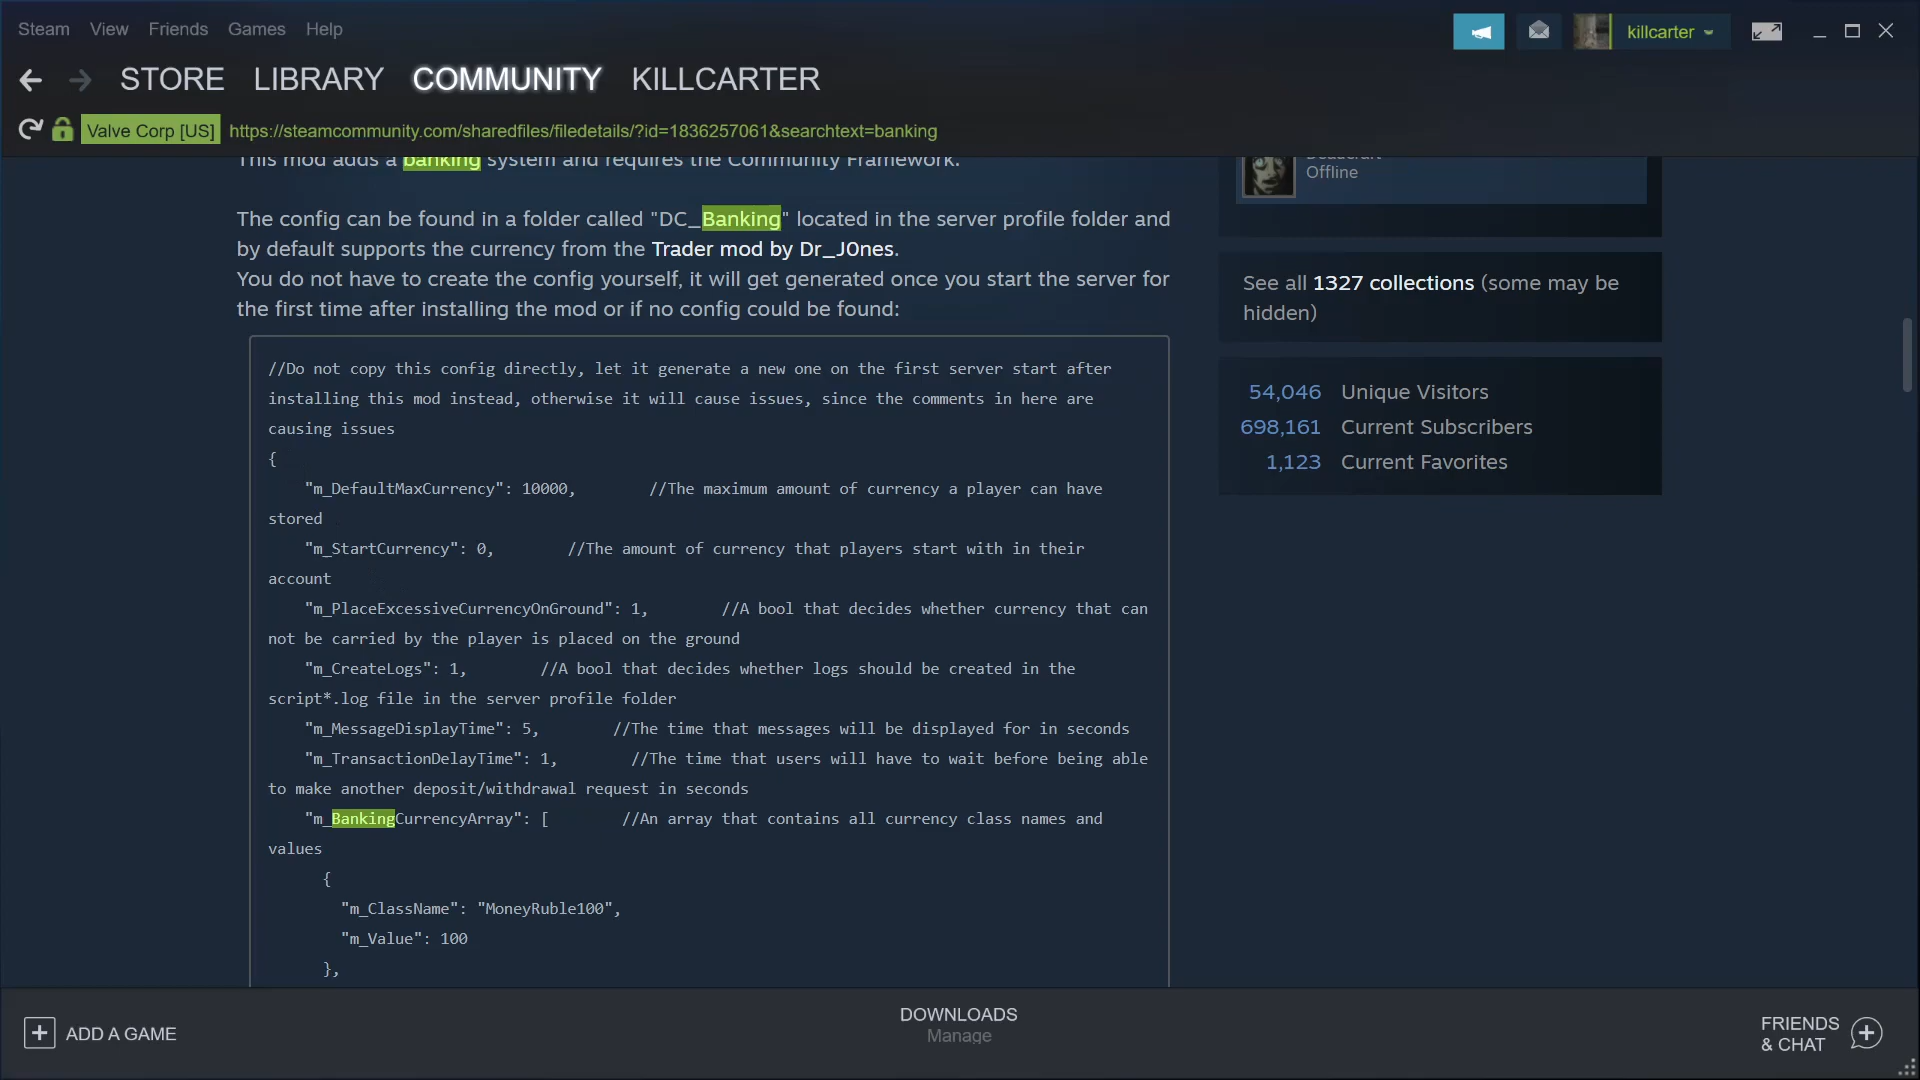 Steam View Friends Games Help
killcarter
STORE LIBRARY COMMUNITY KILLCARTER
Valve Corp [US] https://steamcommunity.com/sharedfiles/filedetails/?id=1836257061&searchtext=banking
This mod adds a banking system and requires the Community Framework.
The config can be found in a folder called "DC_Banking" located in the server profile folder and
by default supports the currency from the Trader mod by Dr_J0nes.
You do not have to create the config yourself, it will get generated once you start the server for
the first time after installing the mod or if no config could be found:
//Do not copy this config directly, let it generate a new one on the first server start after
installing this mod instead, otherwise it will cause issues, since the comments in here are
causing issues
{
"m_DefaultMaxCurrency": 10000, //The maximum amount of currency a player can have
stored
"m_StartCurrency": 0, //The amount of currency that players start with in their
account
"m_PlaceExcessiveCurrencyOnGround": 1, //A bool that decides whether currency that can
not be carried by the player is placed on the ground
"m_CreateLogs": 1, //A bool that decides whether logs should be created in the
script*.log file in the server profile folder
"m_MessageDisplayTime": 5, //The time that messages will be displayed for in seconds
"m_TransactionDelayTime": 1, //The time that users will have to wait before being able
to make another deposit/withdrawal request in seconds
"m_BankingCurrencyArray": [ //An array that contains all currency class names and
values
{
"m_ClassName": "MoneyRuble100",
"m_Value": 100
},
Offline
See all 1327 collections (some may be
hidden)
54,046 Unique Visitors
698,161 Current Subscribers
1,123 Current Favorites
ADD A GAME
DOWNLOADS
Manage
FRIENDS
& CHAT